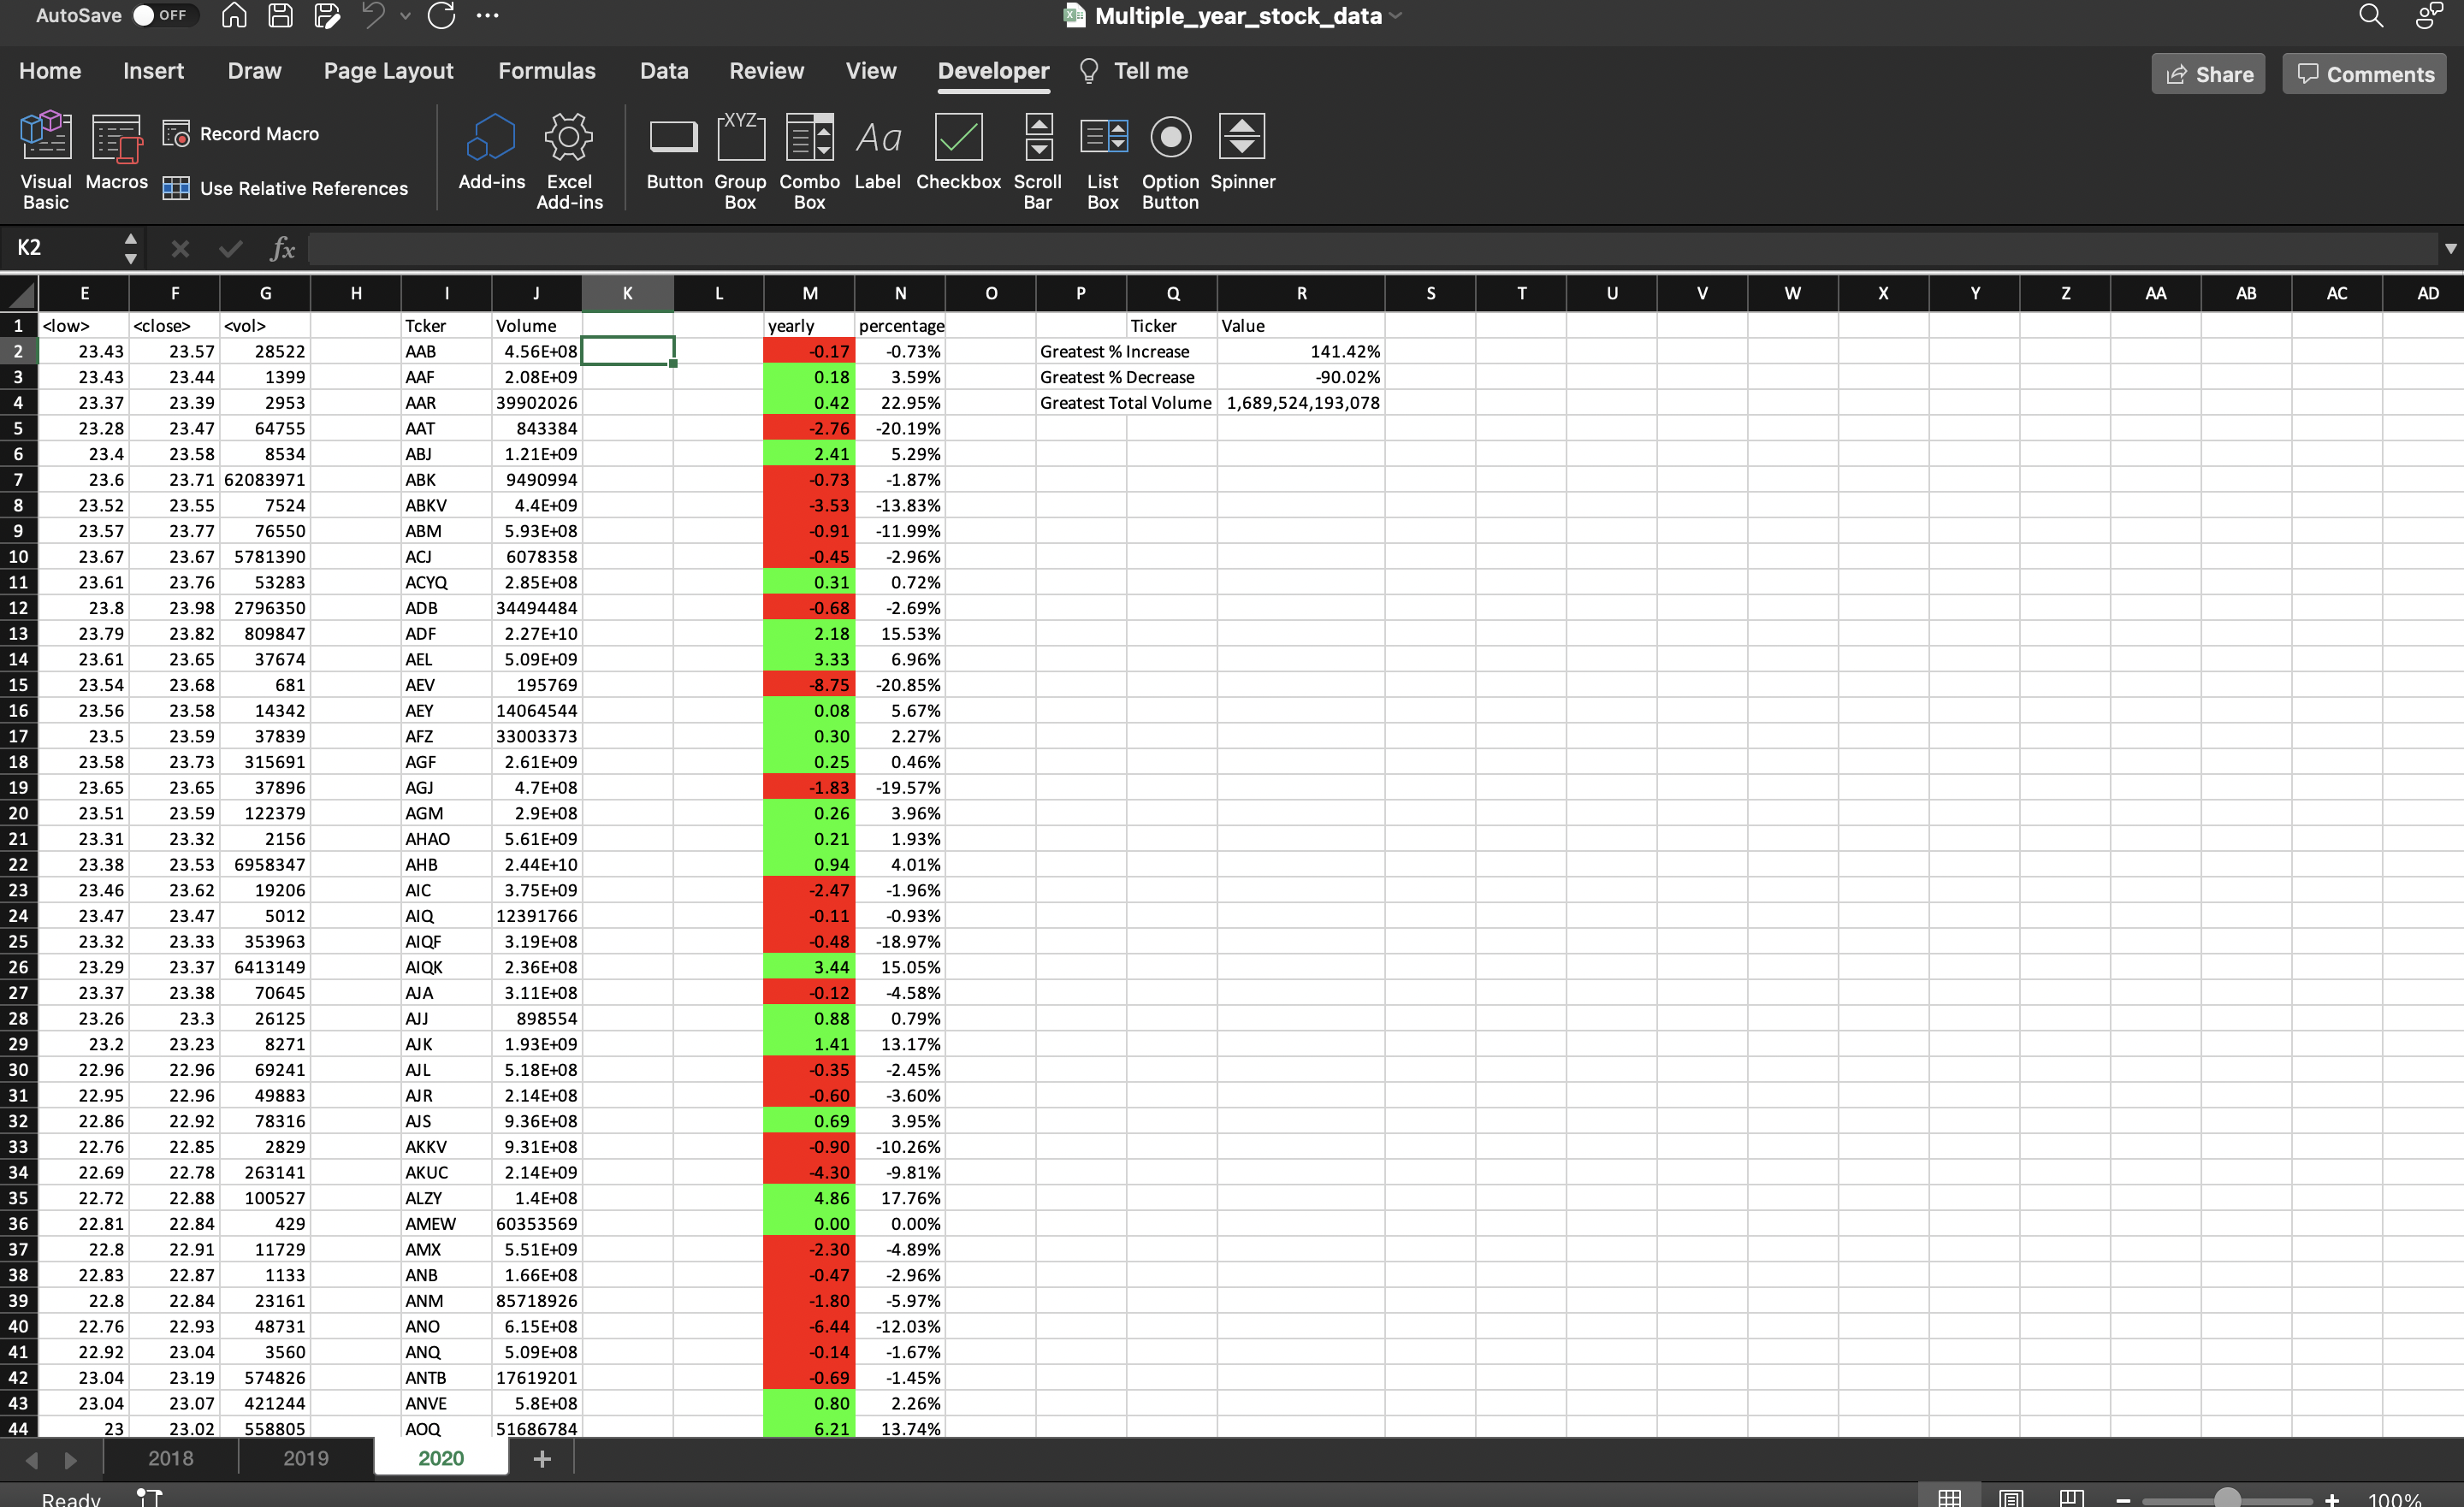 AutoSave OFF Multiple_year_stock_data
Home Insert Draw Page Layout Formulas Data Review View Developer Tell me Share Comments
Visual Basic Macros Record Macro Use Relative References Add-ins Excel Add-ins Button Group Box Combo Box Label Checkbox Scroll Bar List Box Option Button Spinner
K2 fx
E F G H I J K L M N O P Q R S T U V W X Y Z AA AB AC AD
1 <low> <close> <vol> Tcker Volume yearly percentage Ticker Value
2 23.43 23.57 28522 AAB 4.56E+08 -0.17 -0.73% Greatest % Increase 141.42%
3 23.43 23.44 1399 AAF 2.08E+09 0.18 3.59% Greatest % Decrease -90.02%
4 23.37 23.39 2953 AAR 39902026 0.42 22.95% Greatest Total Volume 1,689,524,193,078
5 23.28 23.47 64755 AAT 843384 -2.76 -20.19%
6 23.4 23.58 8534 ABJ 1.21E+09 2.41 5.29%
7 23.6 23.71 62083971 ABK 9490994 -0.73 -1.87%
8 23.52 23.55 7524 ABKV 4.4E+09 -3.53 -13.83%
9 23.57 23.77 76550 ABM 5.93E+08 -0.91 -11.99%
10 23.67 23.67 5781390 ACJ 6078358 -0.45 -2.96%
11 23.61 23.76 53283 ACYQ 2.85E+08 0.31 0.72%
12 23.8 23.98 2796350 ADB 34494484 -0.68 -2.69%
13 23.79 23.82 809847 ADF 2.27E+10 2.18 15.53%
14 23.61 23.65 37674 AEL 5.09E+09 3.33 6.96%
15 23.54 23.68 681 AEV 195769 -8.75 -20.85%
16 23.56 23.58 14342 AEY 14064544 0.08 5.67%
17 23.5 23.59 37839 AFZ 33003373 0.30 2.27%
18 23.58 23.73 315691 AGF 2.61E+09 0.25 0.46%
19 23.65 23.65 37896 AGJ 4.7E+08 -1.83 -19.57%
20 23.51 23.59 122379 AGM 2.9E+08 0.26 3.96%
21 23.31 23.32 2156 AHAO 5.61E+09 0.21 1.93%
22 23.38 23.53 6958347 AHB 2.44E+10 0.94 4.01%
23 23.46 23.62 19206 AIC 3.75E+09 -2.47 -1.96%
24 23.47 23.47 5012 AIQ 12391766 -0.11 -0.93%
25 23.32 23.33 353963 AIQF 3.19E+08 -0.48 -18.97%
26 23.29 23.37 6413149 AIQK 2.36E+08 3.44 15.05%
27 23.37 23.38 70645 AJA 3.11E+08 -0.12 -4.58%
28 23.26 23.3 26125 AJJ 898554 0.88 0.79%
29 23.2 23.23 8271 AJK 1.93E+09 1.41 13.17%
30 22.96 22.96 69241 AJL 5.18E+08 -0.35 -2.45%
31 22.95 22.96 49883 AJR 2.14E+08 -0.60 -3.60%
32 22.86 22.92 78316 AJS 9.36E+08 0.69 3.95%
33 22.76 22.85 2829 AKKV 9.31E+08 -0.90 -10.26%
34 22.69 22.78 263141 AKUC 2.14E+09 -4.30 -9.81%
35 22.72 22.88 100527 ALZY 1.4E+08 4.86 17.76%
36 22.81 22.84 429 AMEW 60353569 0.00 0.00%
37 22.8 22.91 11729 AMX 5.51E+09 -2.30 -4.89%
38 22.83 22.87 1133 ANB 1.66E+08 -0.47 -2.96%
39 22.8 22.84 23161 ANM 85718926 -1.80 -5.97%
40 22.76 22.93 48731 ANO 6.15E+08 -6.44 -12.03%
41 22.92 23.04 3560 ANQ 5.09E+08 -0.14 -1.67%
42 23.04 23.19 574826 ANTB 17619201 -0.69 -1.45%
43 23.04 23.07 421244 ANVE 5.8E+08 0.80 2.26%
44 23 23.02 558805 AOQ 51686784 6.21 13.74%
2018 2019 2020
Ready 100%